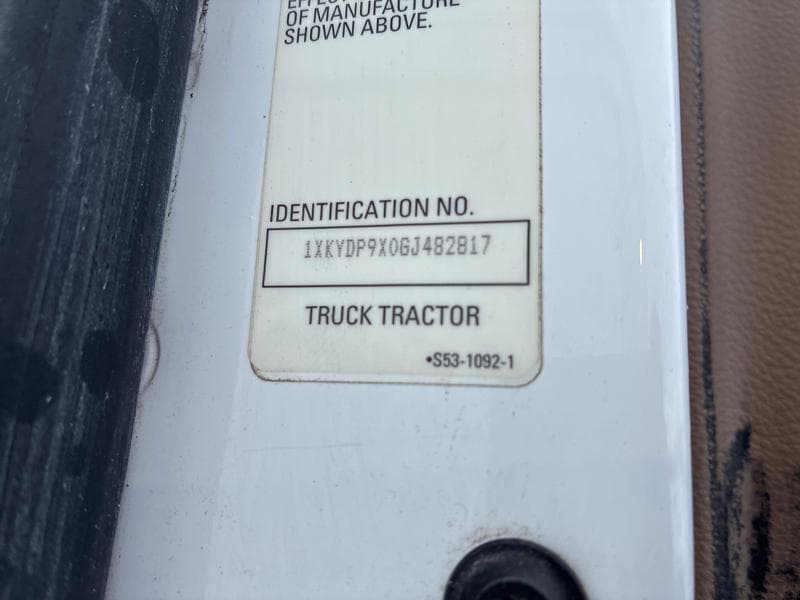 OF MANUFACTURE
SHOWN ABOVE.
IDENTIFICATION NO.
1XKYDP9X0GJ482817
TRUCK TRACTOR
•S53-1092-1